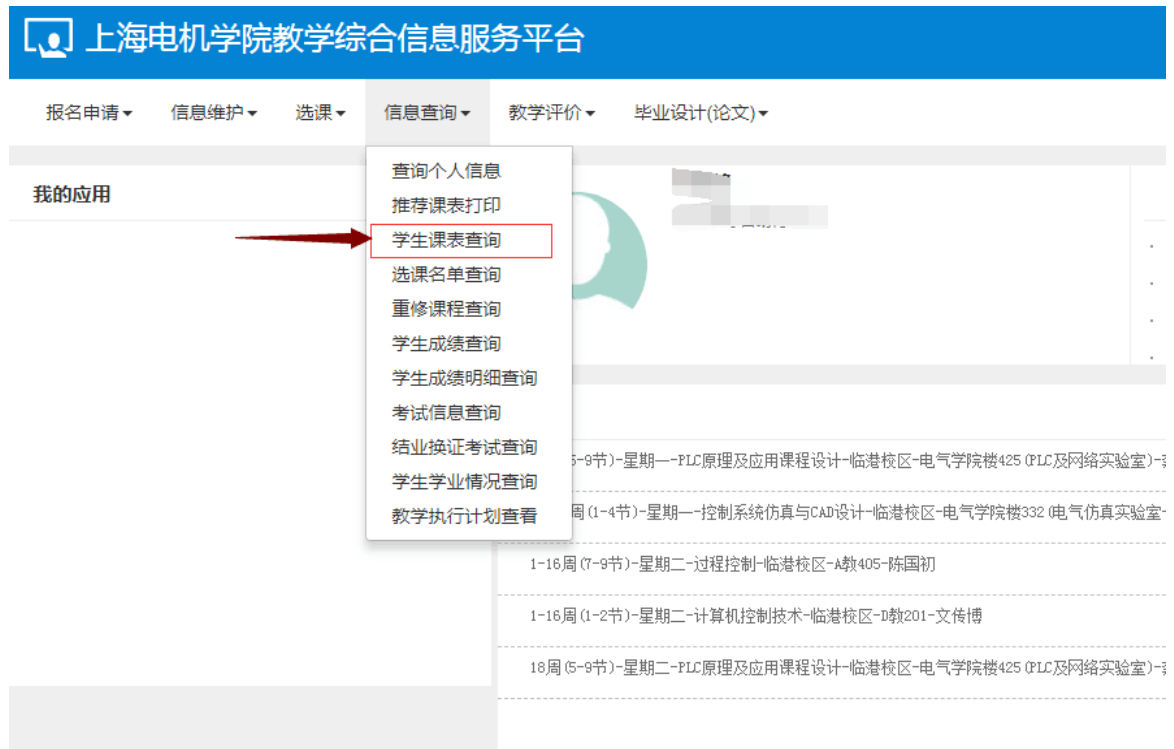 上海电机学院教学综合信息服务平台
报名申请 信息维护 选课 信息查询 教学评价 毕业设计(论文)
我的应用
查询个人信息
推荐课表打印
学生课表查询
选课名单查询
重修课程查询
学生成绩查询
学生成绩明细查询
考试信息查询
结业换证考试查询
学生学业情况查询
教学执行计划查看
5-9节)-星期一-PLC原理及应用课程设计-临港校区-电气学院楼425(PLC及网络实验室)-
周(1-4节)-星期一-控制系统仿真与CAD设计-临港校区-电气学院楼332(电气仿真实验室-
1-16周(7-9节)-星期二-过程控制-临港校区-A教405-陈国初
1-16周(1-2节)-星期二-计算机控制技术-临港校区-D教201-文传博
18周(5-9节)-星期二-PLC原理及应用课程设计-临港校区-电气学院楼425(PLC及网络实验室)-